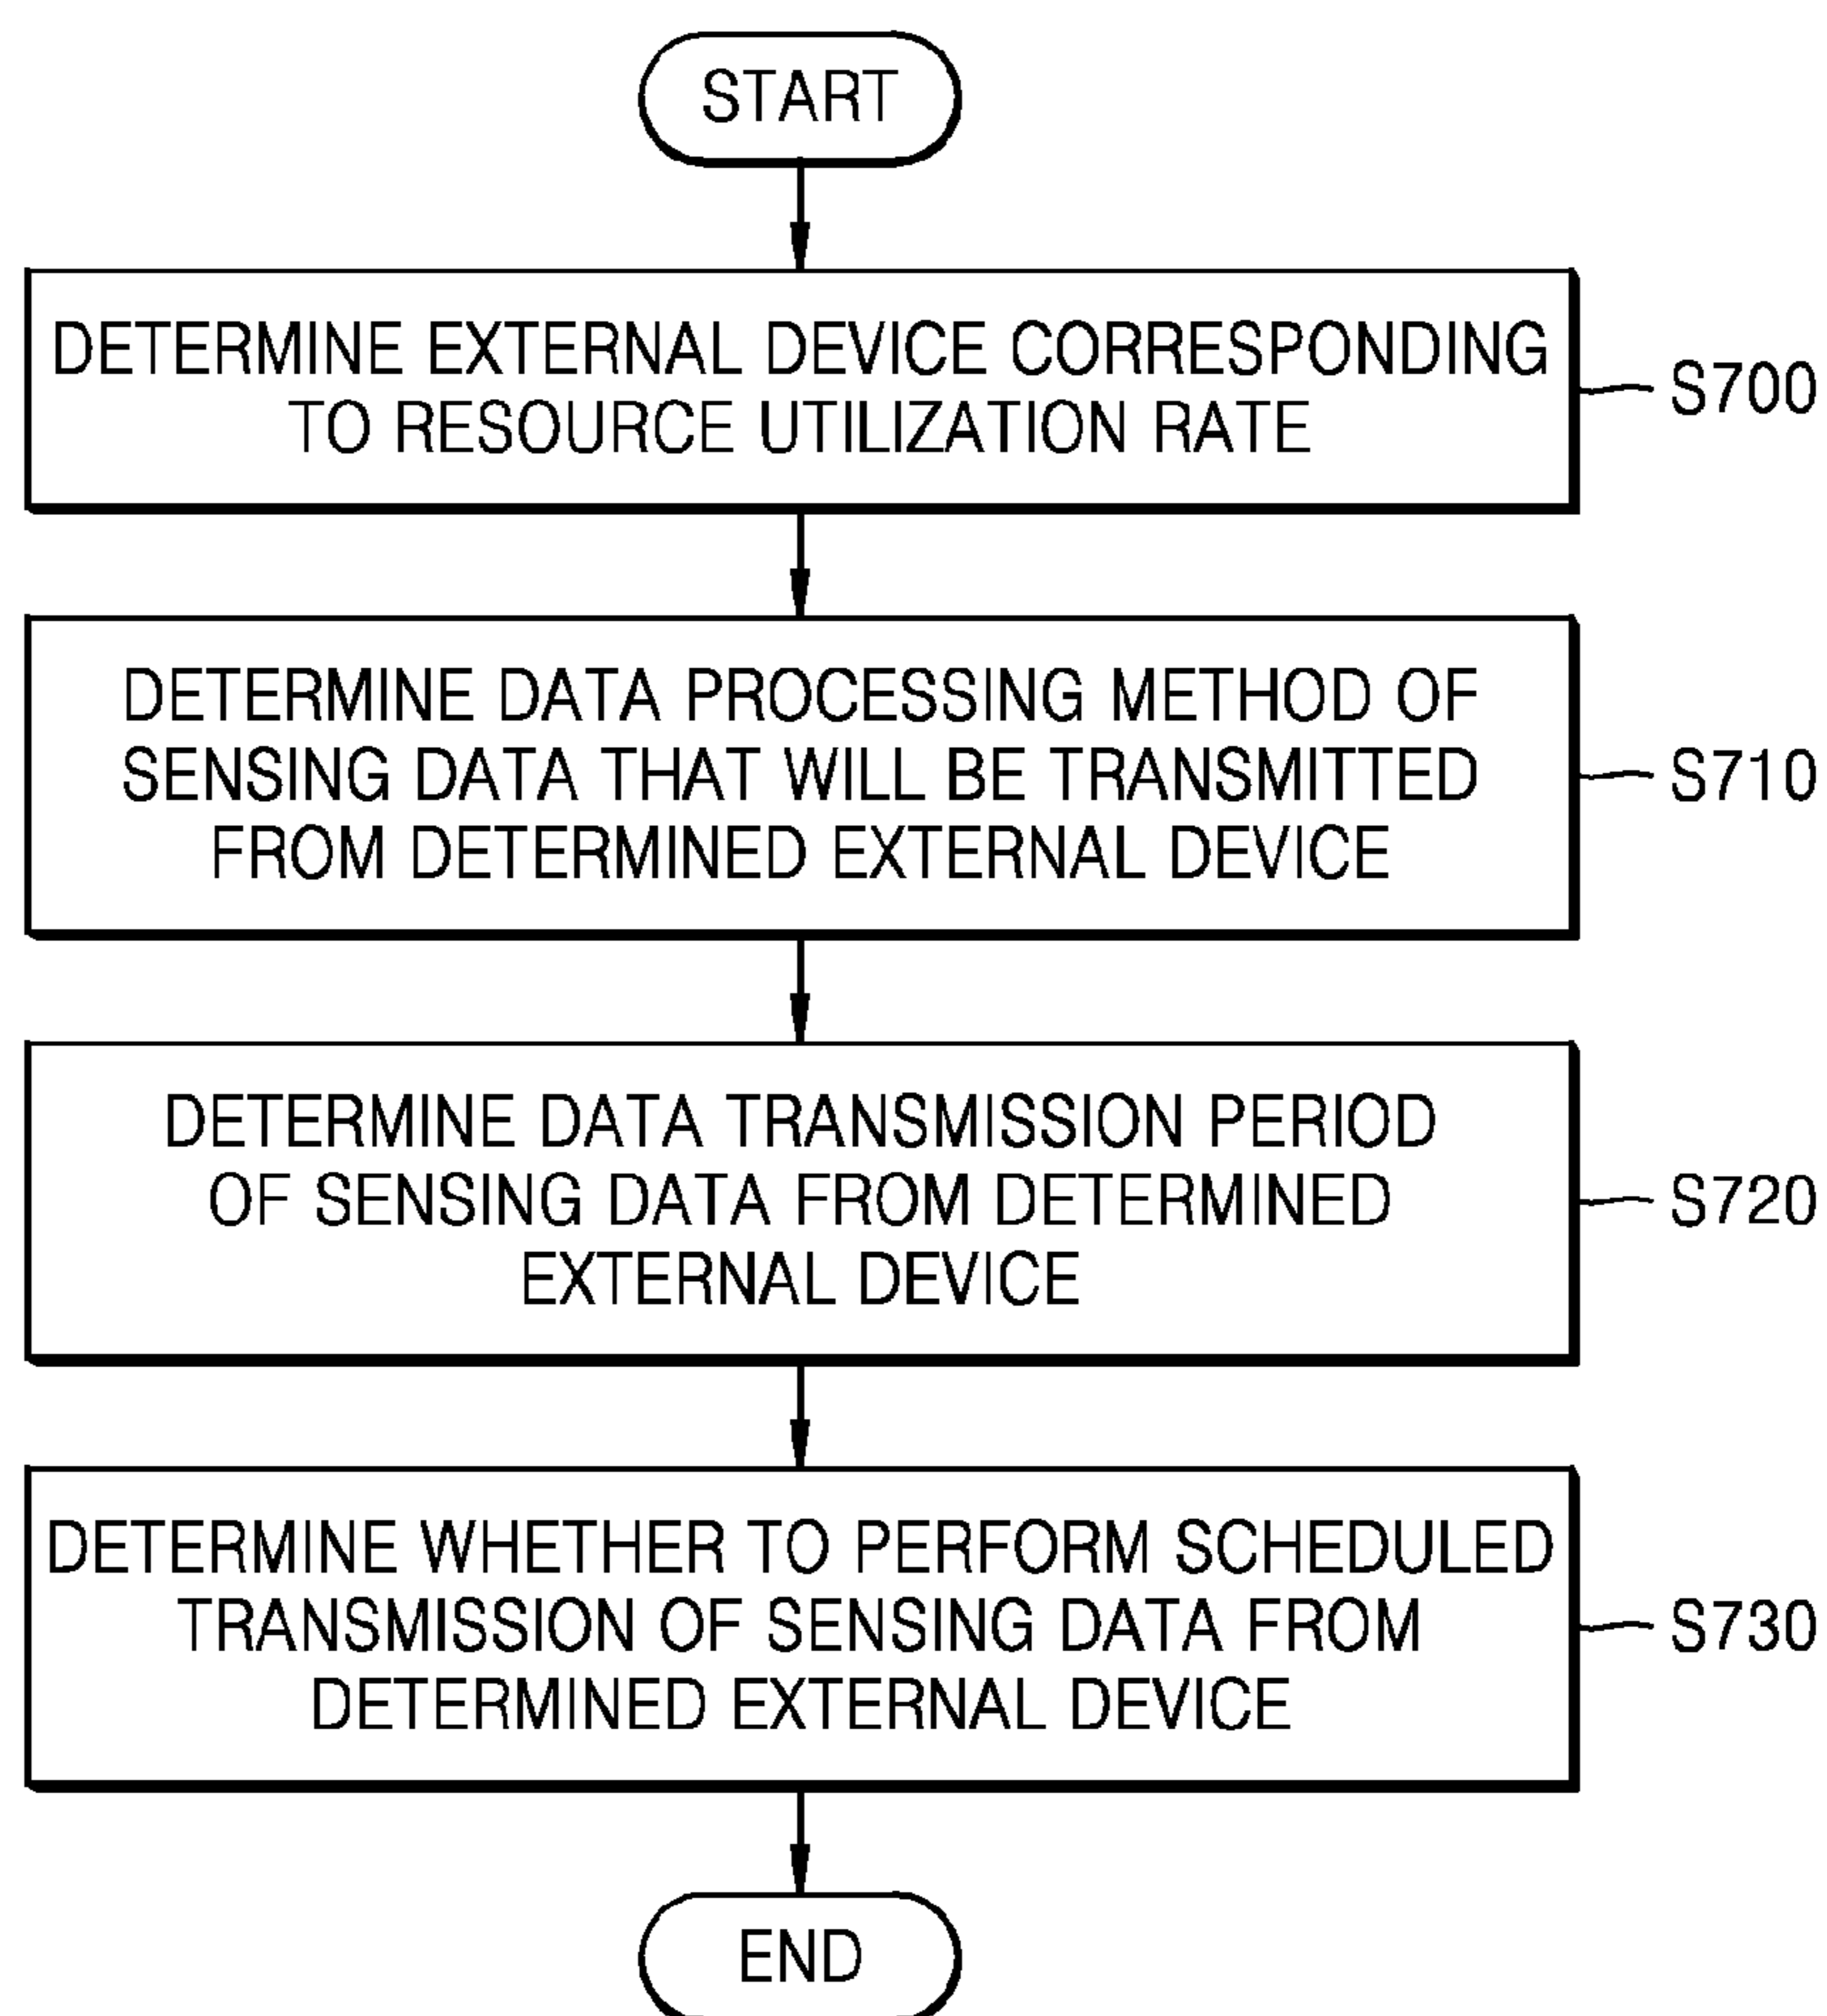 START
DETERMINE EXTERNAL DEVICE CORRESPONDING
TO RESOURCE UTILIZATION RATE
S700
DETERMINE DATA PROCESSING METHOD OF
SENSING DATA THAT WILL BE TRANSMITTED
FROM DETERMINED EXTERNAL DEVICE
S710
DETERMINE DATA TRANSMISSION PERIOD
OF SENSING DATA FROM DETERMINED
EXTERNAL DEVICE
S720
DETERMINE WHETHER TO PERFORM SCHEDULED
TRANSMISSION OF SENSING DATA FROM
DETERMINED EXTERNAL DEVICE
S730
END